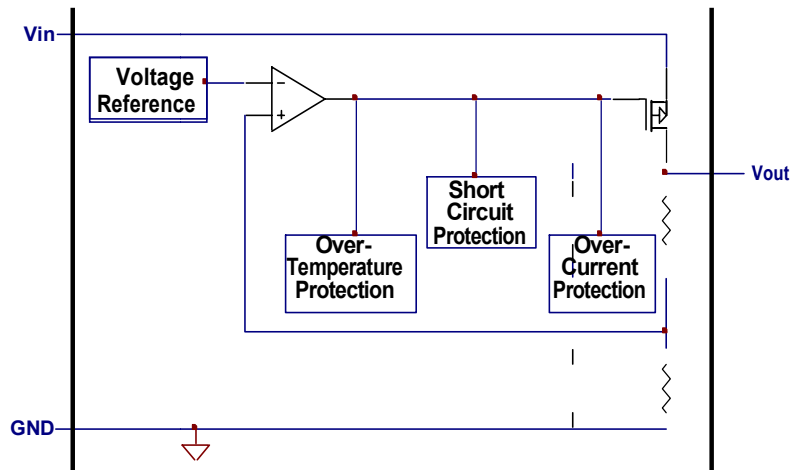 Vin
Voltage
Reference
−
+
Vout
Short
Circuit
Protection
Over-
Temperature
Protection
Over-
Current
Protection
GND